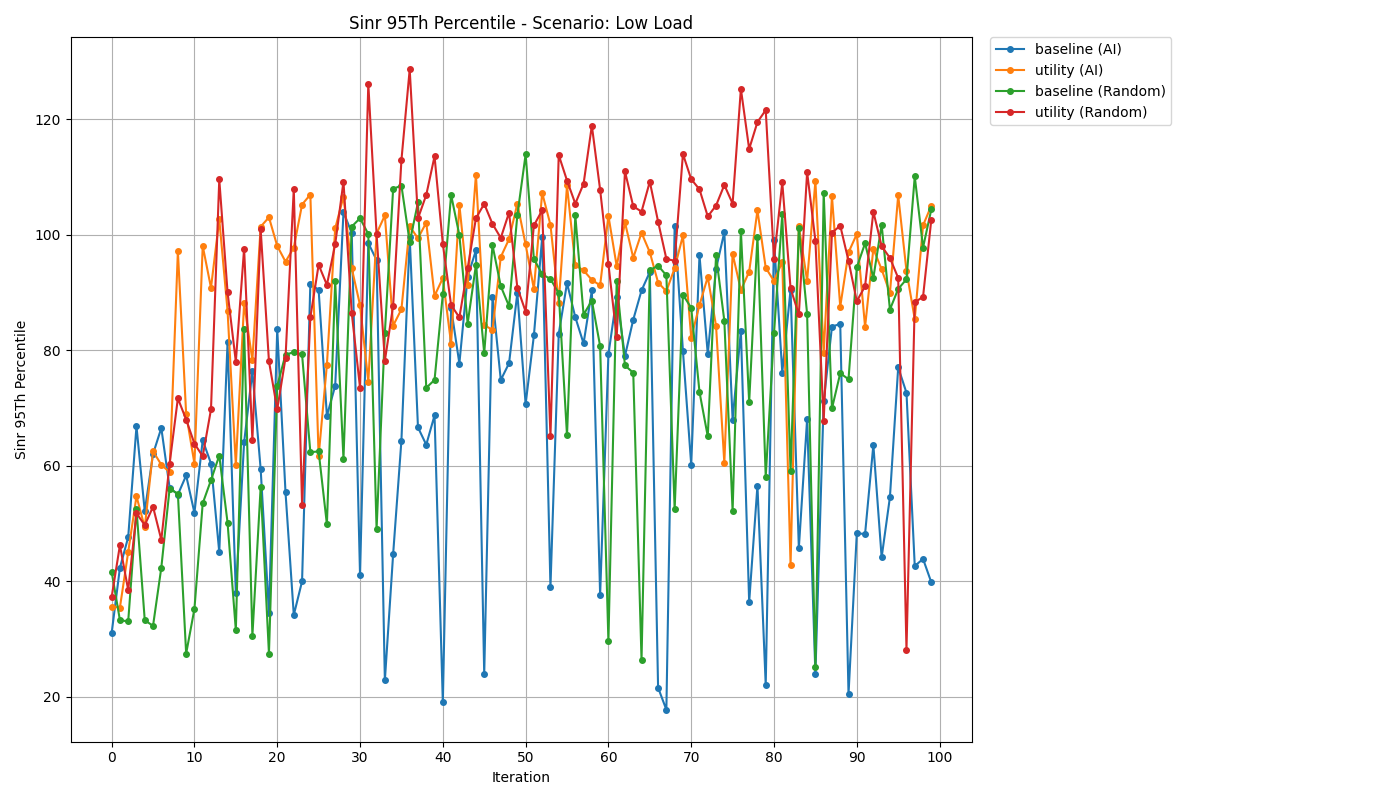 Sinr 95Th Percentile - Scenario: Low Load
baseline (AI)
utility (AI)
baseline (Random)
utility (Random)
Sinr 95Th Percentile
120
100
80
60
40
20
0 10 20 30 40 50 60 70 80 90 100
Iteration